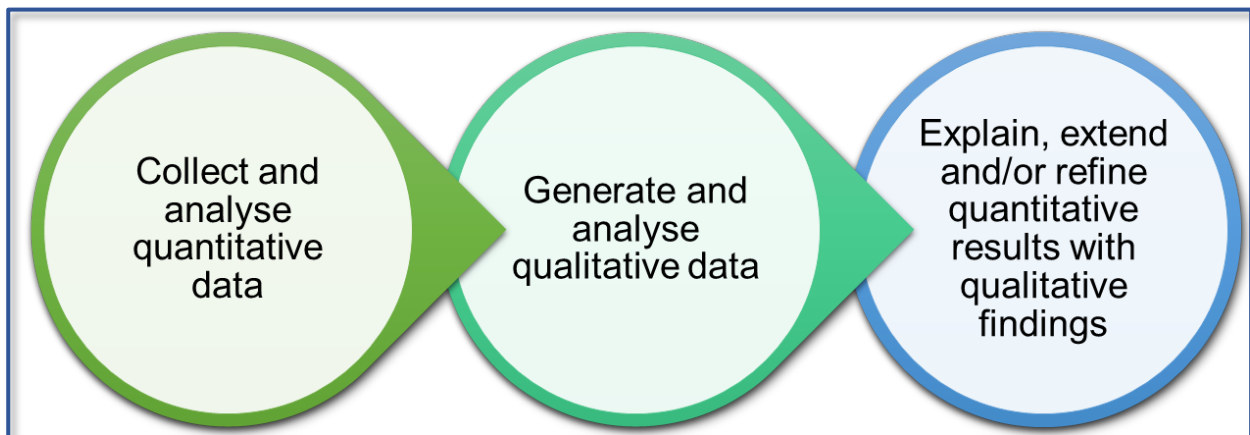 Collect and
analyse
quantitative
data
Generate and
analyse
qualitative data
Explain, extend
and/or refine
quantitative
results with
qualitative
findings